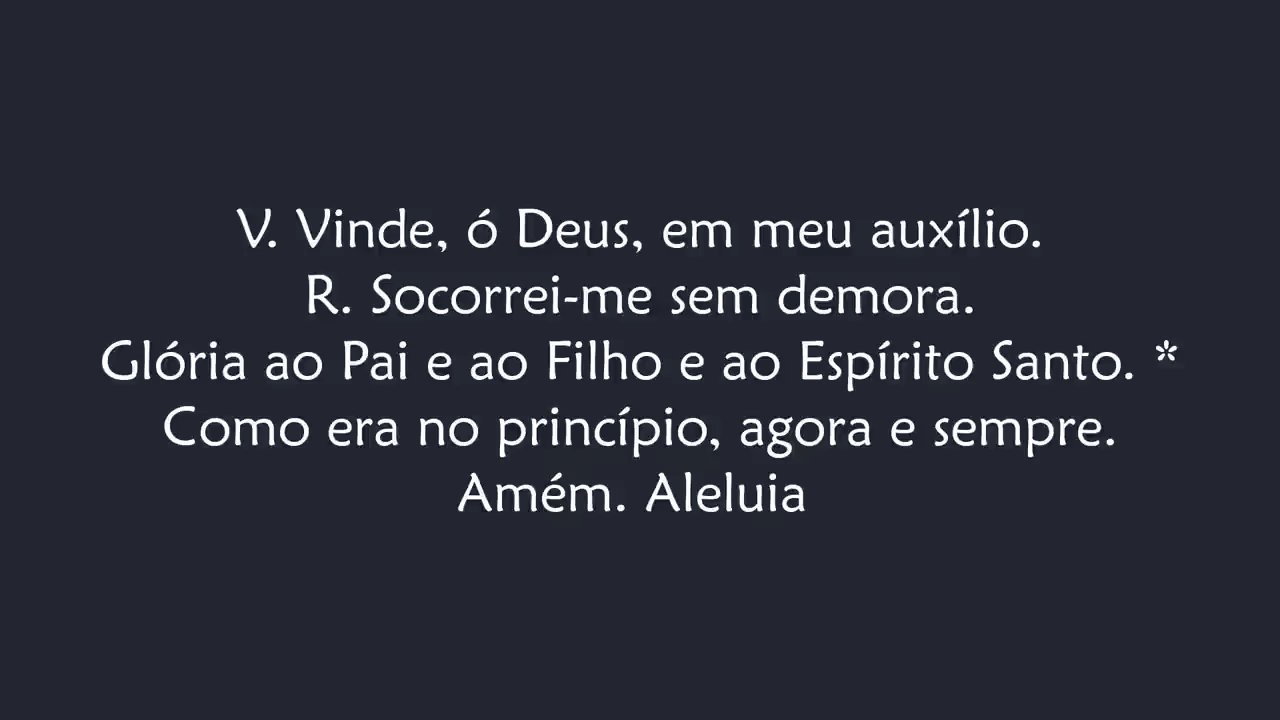 V. Vinde, ó Deus, em meu auxílio.
R. Socorrei-me sem demora.
Glória ao Pai e ao Filho e ao Espírito Santo. *
Como era no princípio, agora e sempre.
Amém. Aleluia